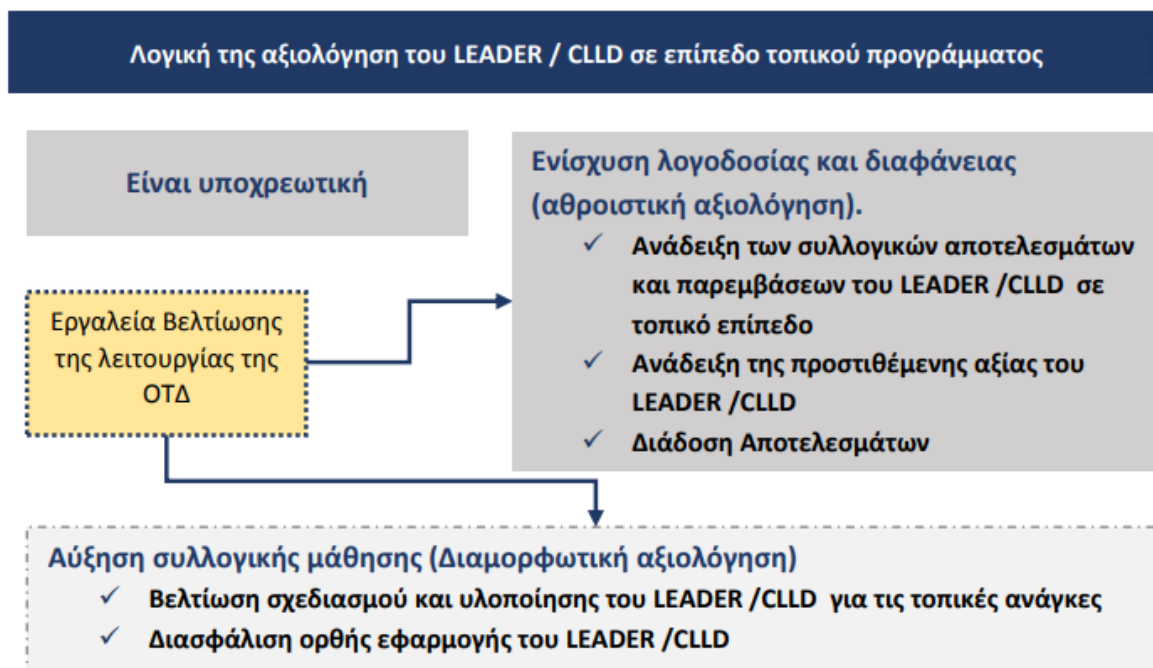 Λογική της αξιολόγηση του LEADER / CLLD σε επίπεδο τοπικού προγράμματος
Είναι υποχρεωτική
Ενίσχυση λογοδοσίας και διαφάνειας
(αθροιστική αξιολόγηση).
✓ Ανάδειξη των συλλογικών αποτελεσμάτων
και παρεμβάσεων του LEADER /CLLD σε
τοπικό επίπεδο
✓ Ανάδειξη της προστιθέμενης αξίας του
LEADER /CLLD
✓ Διάδοση Αποτελεσμάτων
Εργαλεία Βελτίωσης
της λειτουργίας της
ΟΤΔ
Αύξηση συλλογικής μάθησης (Διαμορφωτική αξιολόγηση)
✓ Βελτίωση σχεδιασμού και υλοποίησης του LEADER /CLLD για τις τοπικές ανάγκες
✓ Διασφάλιση ορθής εφαρμογής του LEADER /CLLD